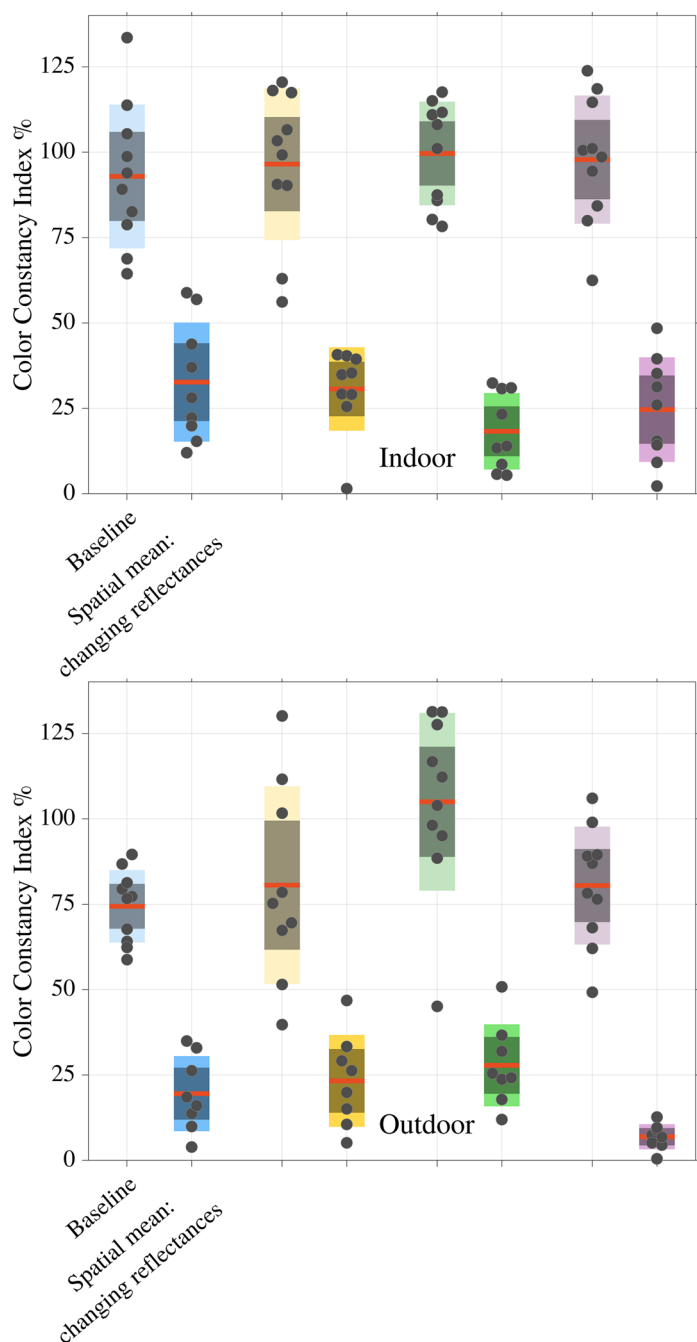 Color Constancy Index %
125
100
75
50
25
0
Indoor
Baseline
Spatial mean:
changing reflectances
Color Constancy Index %
125
100
75
50
25
0
Outdoor
Baseline
Spatial mean:
changing reflectances